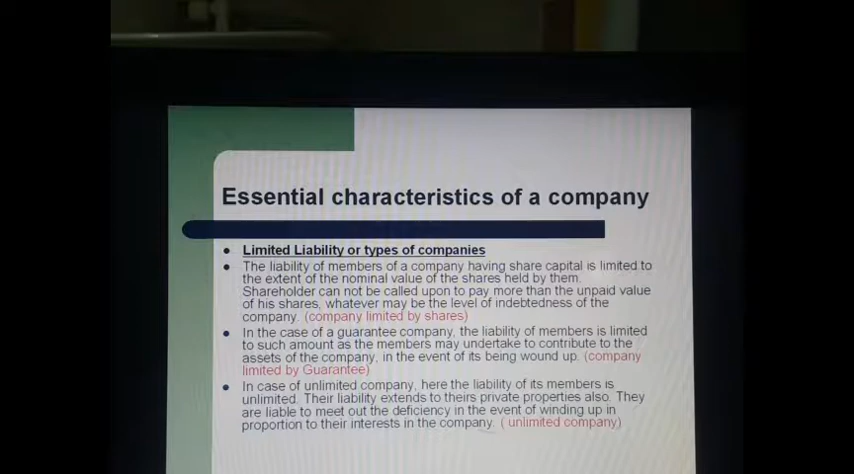 Essential characteristics of a company
Limited Liability or types of companies
The liability of members of a company having share capital is limited to
the extent of the nominal value of the shares held by them.
Shareholder can not be called upon to pay more than the unpaid value
of his shares, whatever may be the level of indebtedness of the
company. (company limited by shares)
In the case of a guarantee company, the liability of members is limited
to such amount as the members may undertake to contribute to the
assets of the company, in the event of its being wound up. (company
limited by Guarantee)
In case of unlimited company, here the liability of its members is
unlimited. Their liability extends to theirs private properties also. They
are liable to meet out the deficiency in the event of winding up in
proportion to their interests in the company. ( unlimited company)